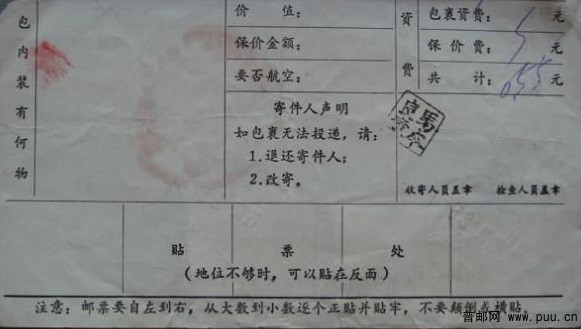 包内装有何物
价 值：
保价金额：
要否航空：
资费
包裹资费： 元
保 价 费： 元
共 计：0.55 元
寄件人声明
如包裹无法投递，请：
1.退还寄件人；
2.改寄。
收寄人员盖章 检查人员盖章
贴 票 处
(地位不够时，可以贴在反面)
注意：邮票要自左到右，从大数到小数逐个正贴并贴牢，不要颠倒或横贴。
普邮网 www.puu.cn